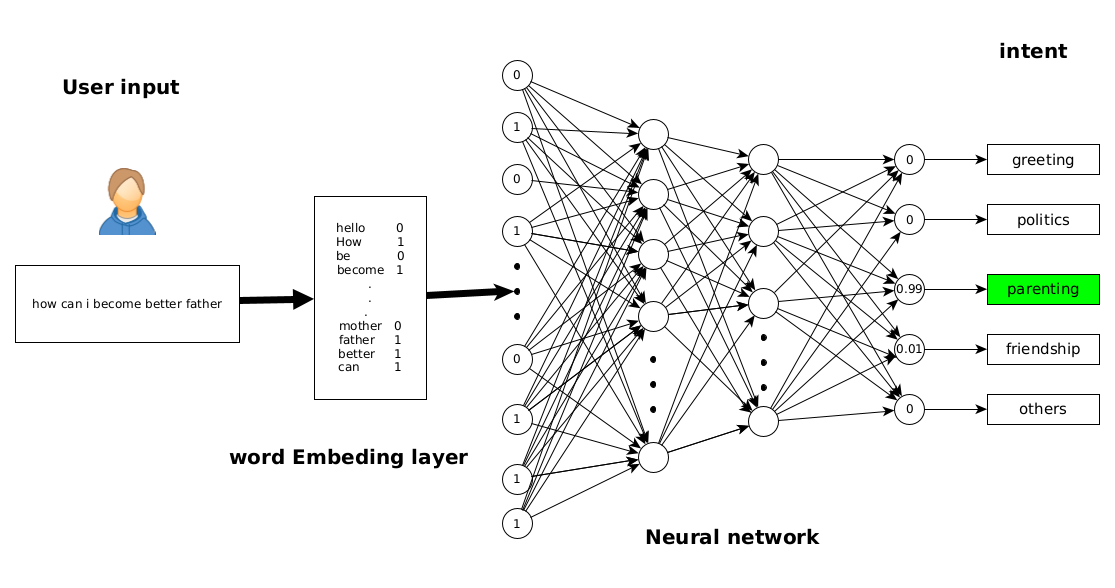 User input
how can i become better father
hello 0
How 1
be 0
become 1
.
.
.
mother 0
father 1
better 1
can 1
word Embeding layer
0
1
0
1
0
1
1
1
Neural network
intent
0 greeting
0 politics
0.99 parenting
0.01 friendship
0 others